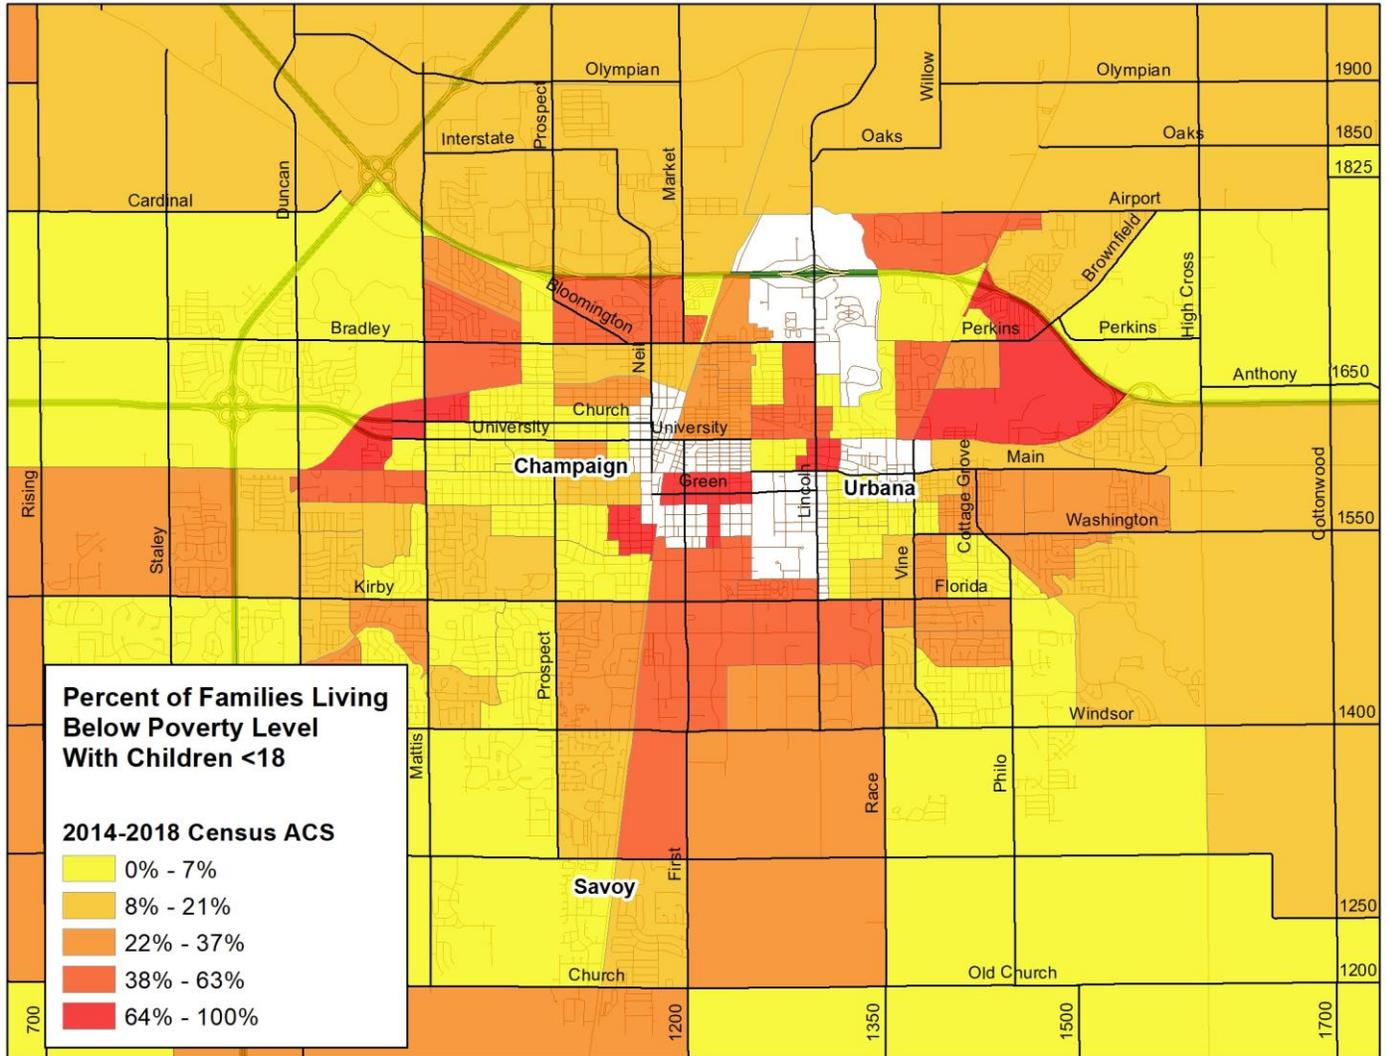 Olympian
Olympian
1900
Willow
Prospect
Interstate
Oaks
Oaks
1850
Market
1825
Duncan
Cardinal
Airport
Brownfield
High Cross
Bloomington
Bradley
Perkins
Perkins
Neil
Anthony
1650
Church
University
University
Champaign
Main
Cottage Grove
Cottonwood
Rising
Green
Lincoln
Urbana
Washington
1550
Staley
Vine
Kirby
Florida
Prospect
Windsor
1400
Mattis
Race
Philo
First
Savoy
1250
Church
Old Church
1200
700
1200
1350
1500
1700
Percent of Families Living
Below Poverty Level
With Children <18
2014-2018 Census ACS
0% - 7%
8% - 21%
22% - 37%
38% - 63%
64% - 100%